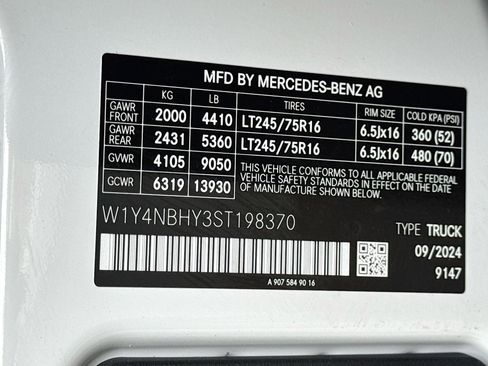 MFD BY MERCEDES-BENZ AG
KG LB TIRES RIM SIZE COLD KPA (PSI)
GAWR FRONT 2000 4410 LT245/75R16 6.5Jx16 360 (52)
GAWR REAR 2431 5360 LT245/75R16 6.5Jx16 480 (70)
GVWR 4105 9050 THIS VEHICLE CONFORMS TO ALL APPLICABLE FEDERAL MOTOR
VEHICLE SAFETY STANDARDS IN EFFECT ON THE DATE OF
GCWR 6319 13930 MANUFACTURE SHOWN BELOW.
W1Y4NBHY3ST198370
TYPE TRUCK
09/2024
9147
A 907 584 90 16